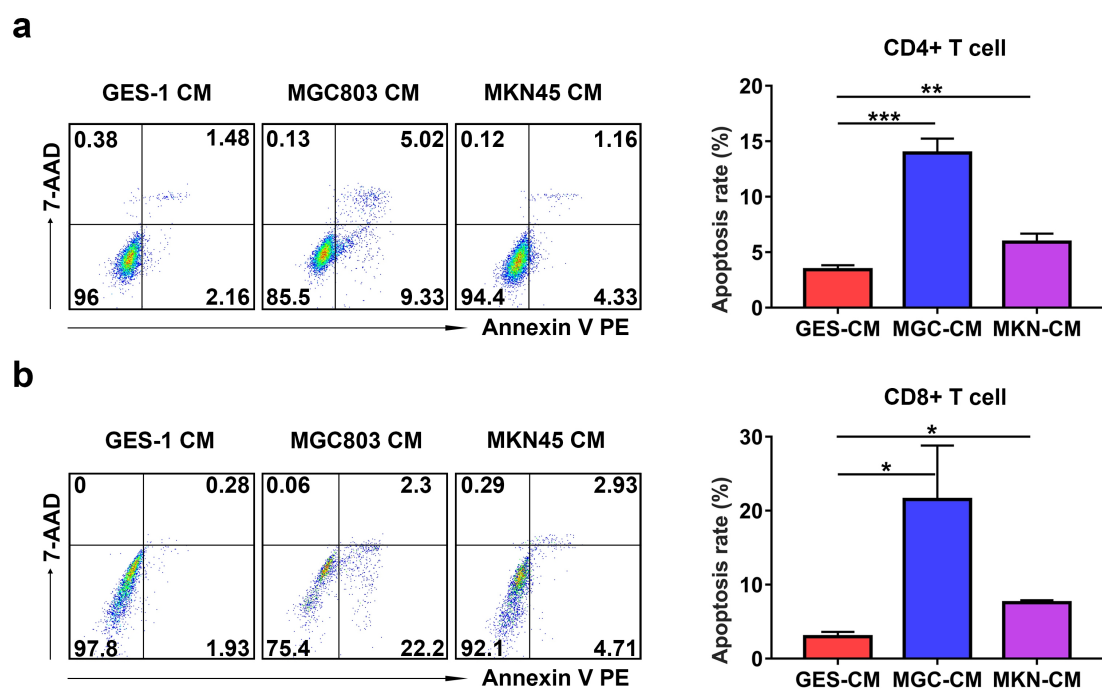 a
GES-1 CM
MGC803 CM
MKN45 CM
0.38 1.48
96 2.16
0.13 5.02
85.5 9.33
0.12 1.16
94.4 4.33
7-AAD
Annexin V PE
CD4+ T cell
Apoptosis rate (%)
20
15
10
5
0
**
***
GES-CM MGC-CM MKN-CM
b
GES-1 CM
MGC803 CM
MKN45 CM
0 0.28
97.8 1.93
0.06 2.3
75.4 22.2
0.29 2.93
92.1 4.71
7-AAD
Annexin V PE
CD8+ T cell
Apoptosis rate (%)
30
20
10
0
*
*
GES-CM MGC-CM MKN-CM